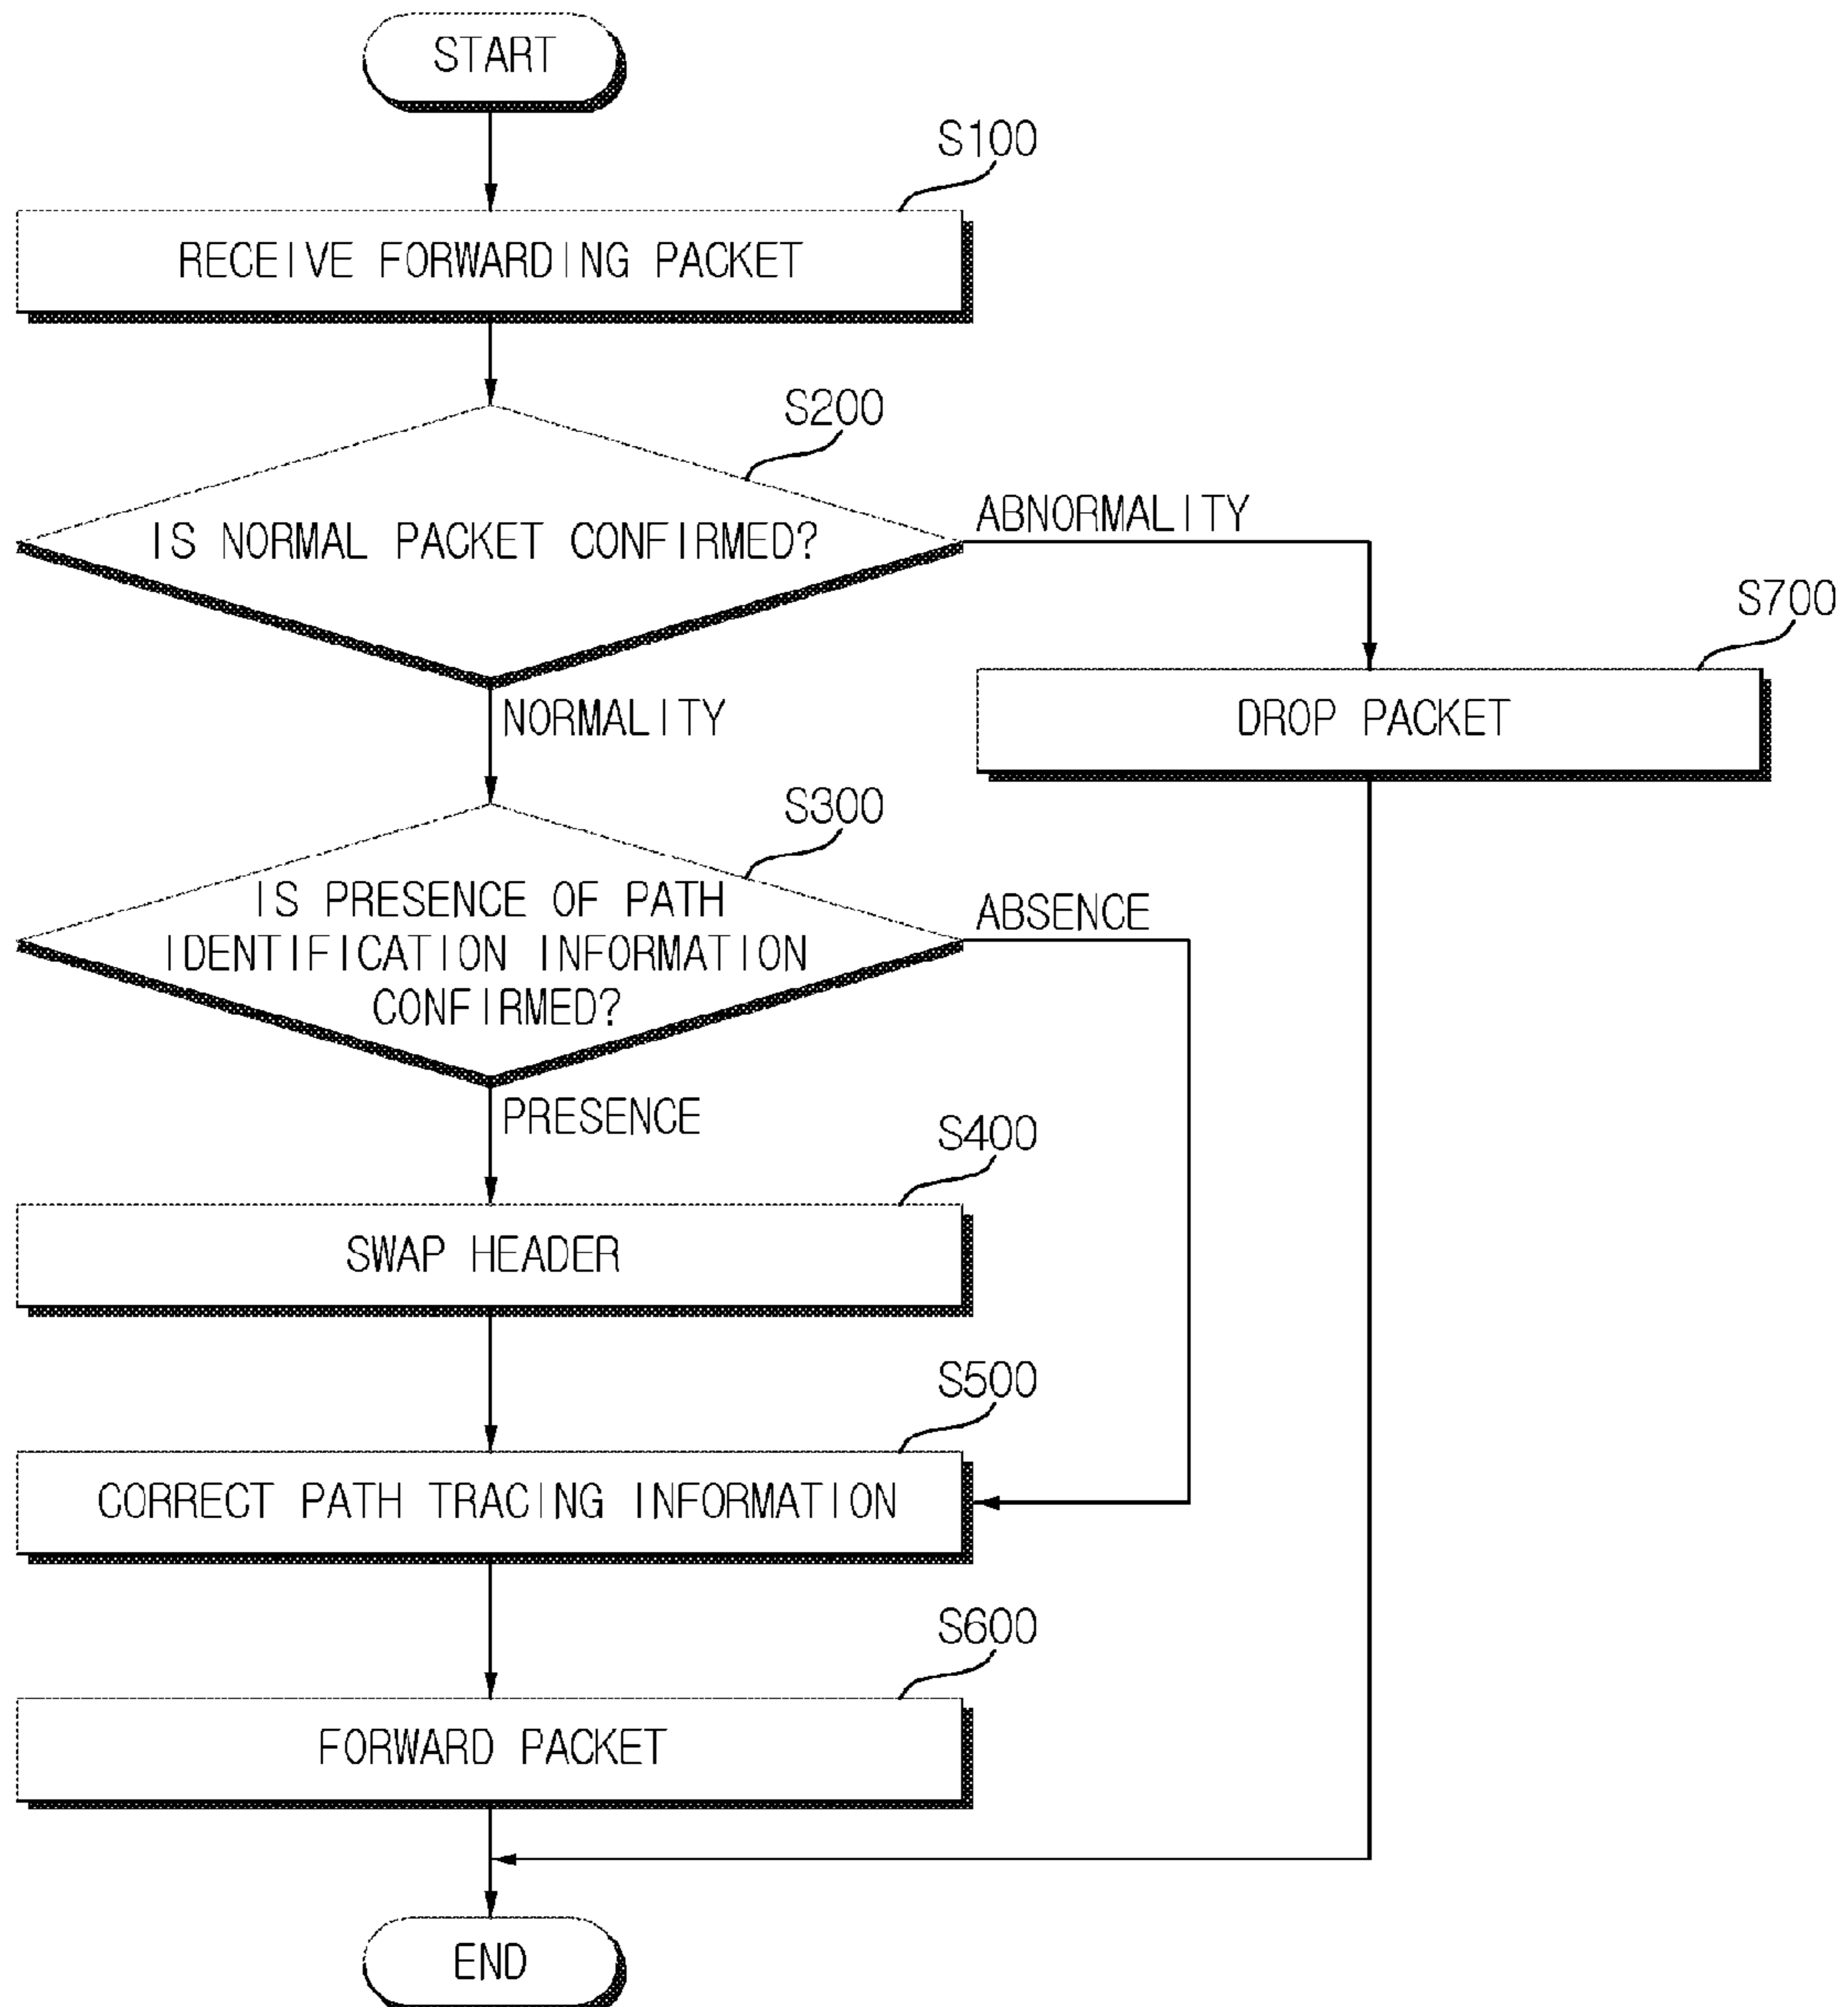 START
S100
RECEIVE FORWARDING PACKET
S200
IS NORMAL PACKET CONFIRMED?
ABNORMALITY
S700
DROP PACKET
NORMALITY
S300
IS PRESENCE OF PATH
IDENTIFICATION INFORMATION
CONFIRMED?
ABSENCE
PRESENCE
S400
SWAP HEADER
S500
CORRECT PATH TRACING INFORMATION
S600
FORWARD PACKET
END